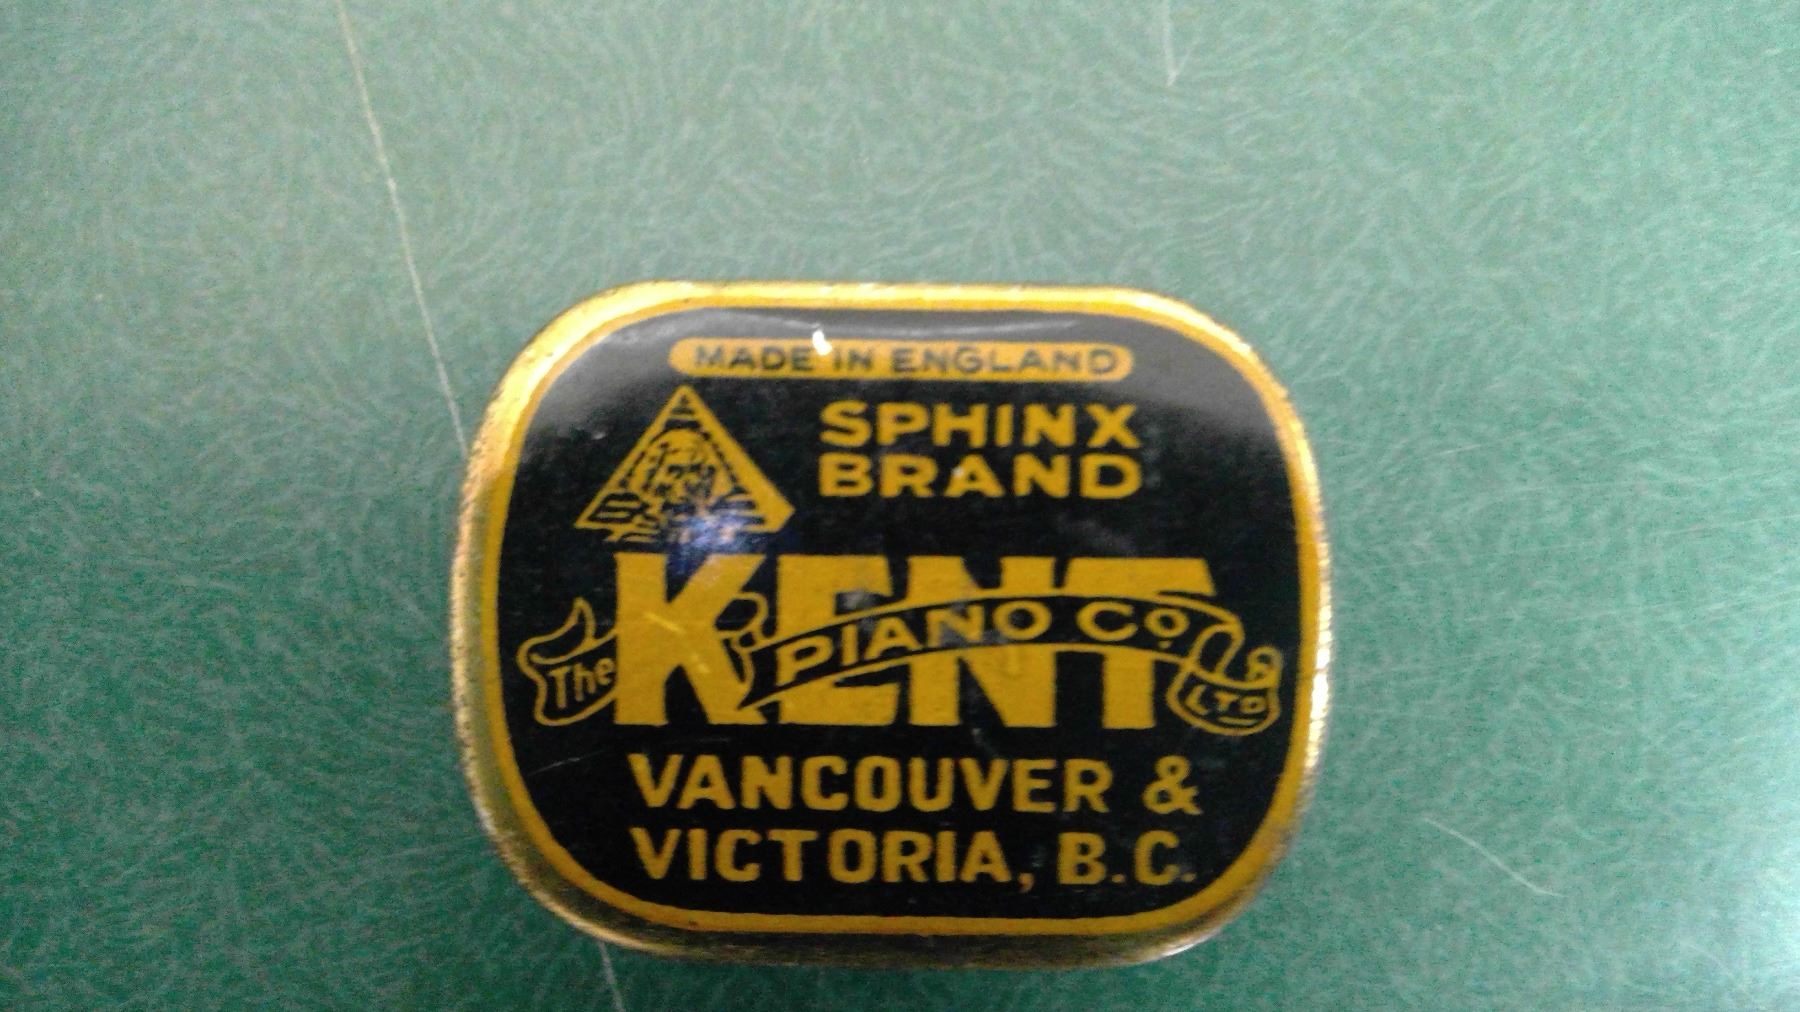 MADE IN ENGLAND
SPHINX
BRAND
The KENT
PIANO Co. LTD
VANCOUVER &
VICTORIA, B.C.